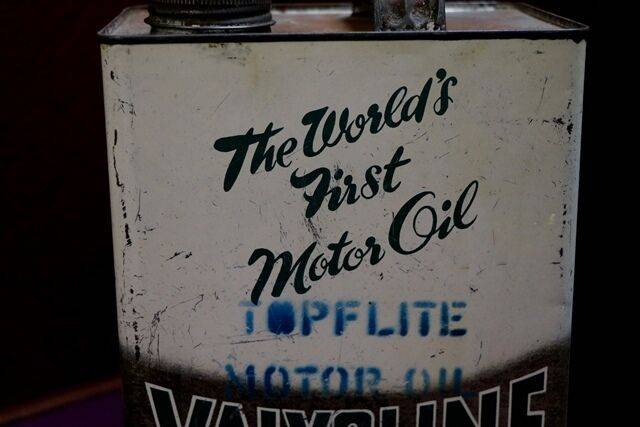 The World's
First
Motor Oil
TOPFLITE
MOTOR OIL
VALVOLINE